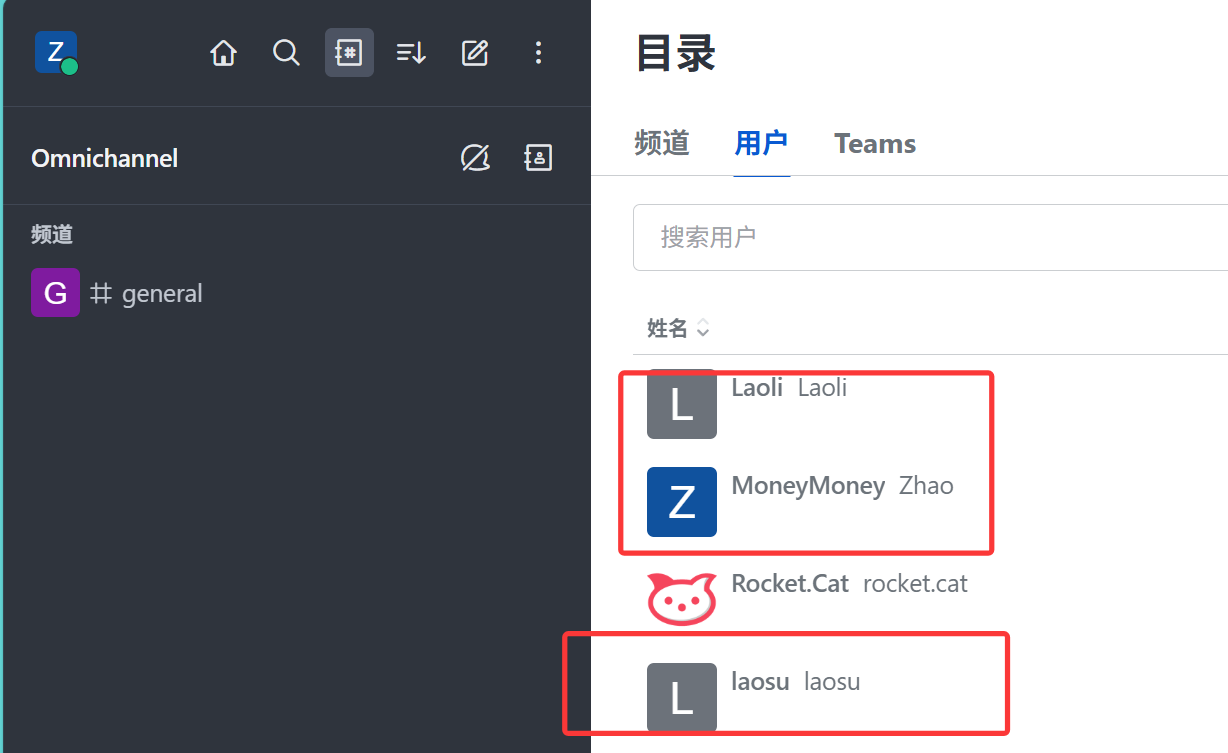 Z
Omnichannel
频道
G general
目录
频道 用户 Teams
搜索用户
姓名
L Laoli Laoli
Z MoneyMoney Zhao
Rocket.Cat rocket.cat
L laosu laosu